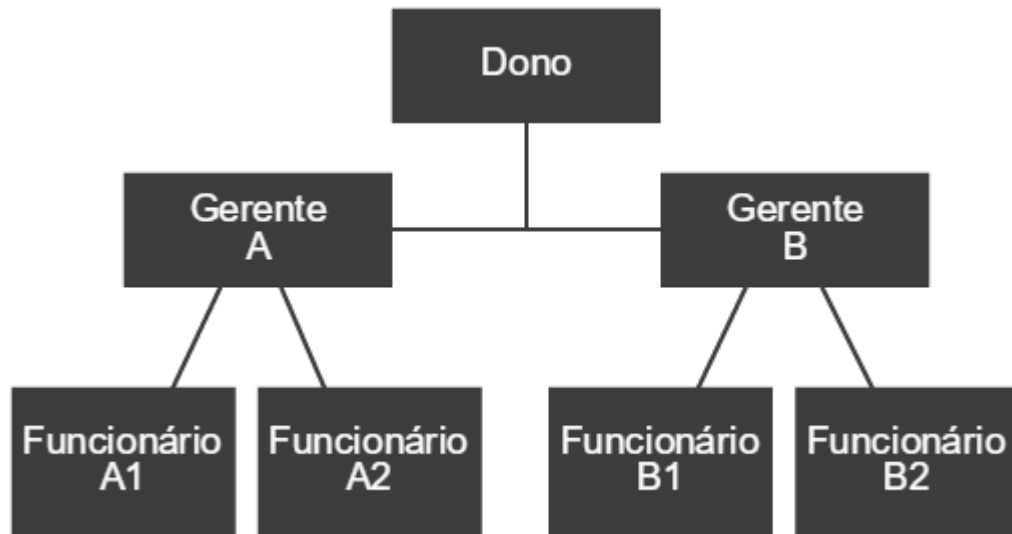 Dono
Gerente
A
Gerente
B
Funcionário
A1
Funcionário
A2
Funcionário
B1
Funcionário
B2